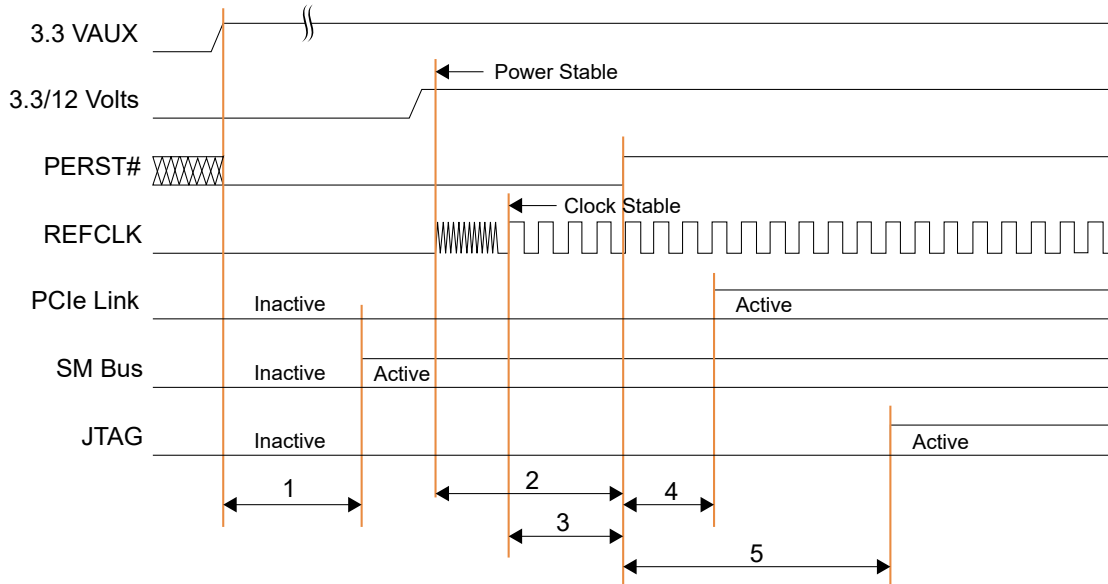 3.3 VAUX
Power Stable
3.3/12 Volts
PERST#
Clock Stable
REFCLK
PCIe Link
Inactive
Active
SM Bus
Inactive
Active
JTAG
Inactive
Active
1
2
4
3
5